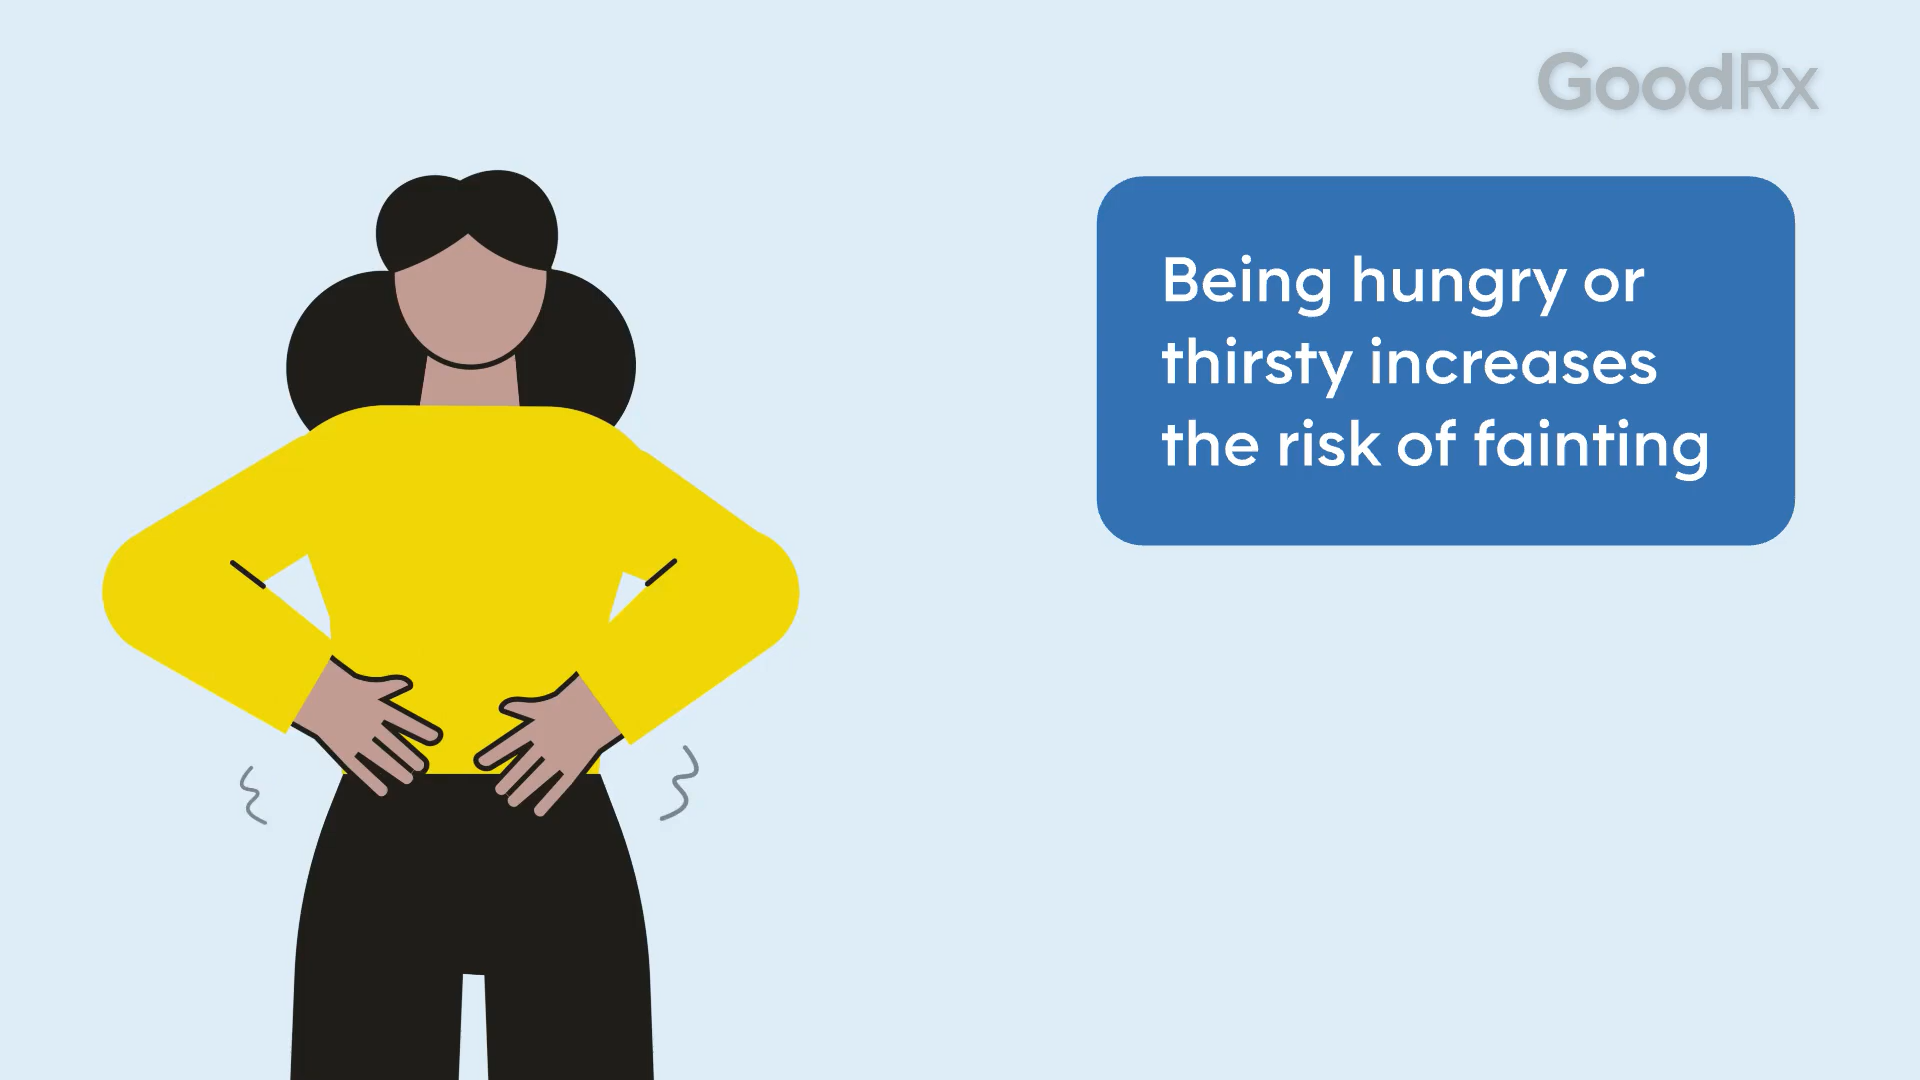 GoodRx
Being hungry or
thirsty increases
the risk of fainting